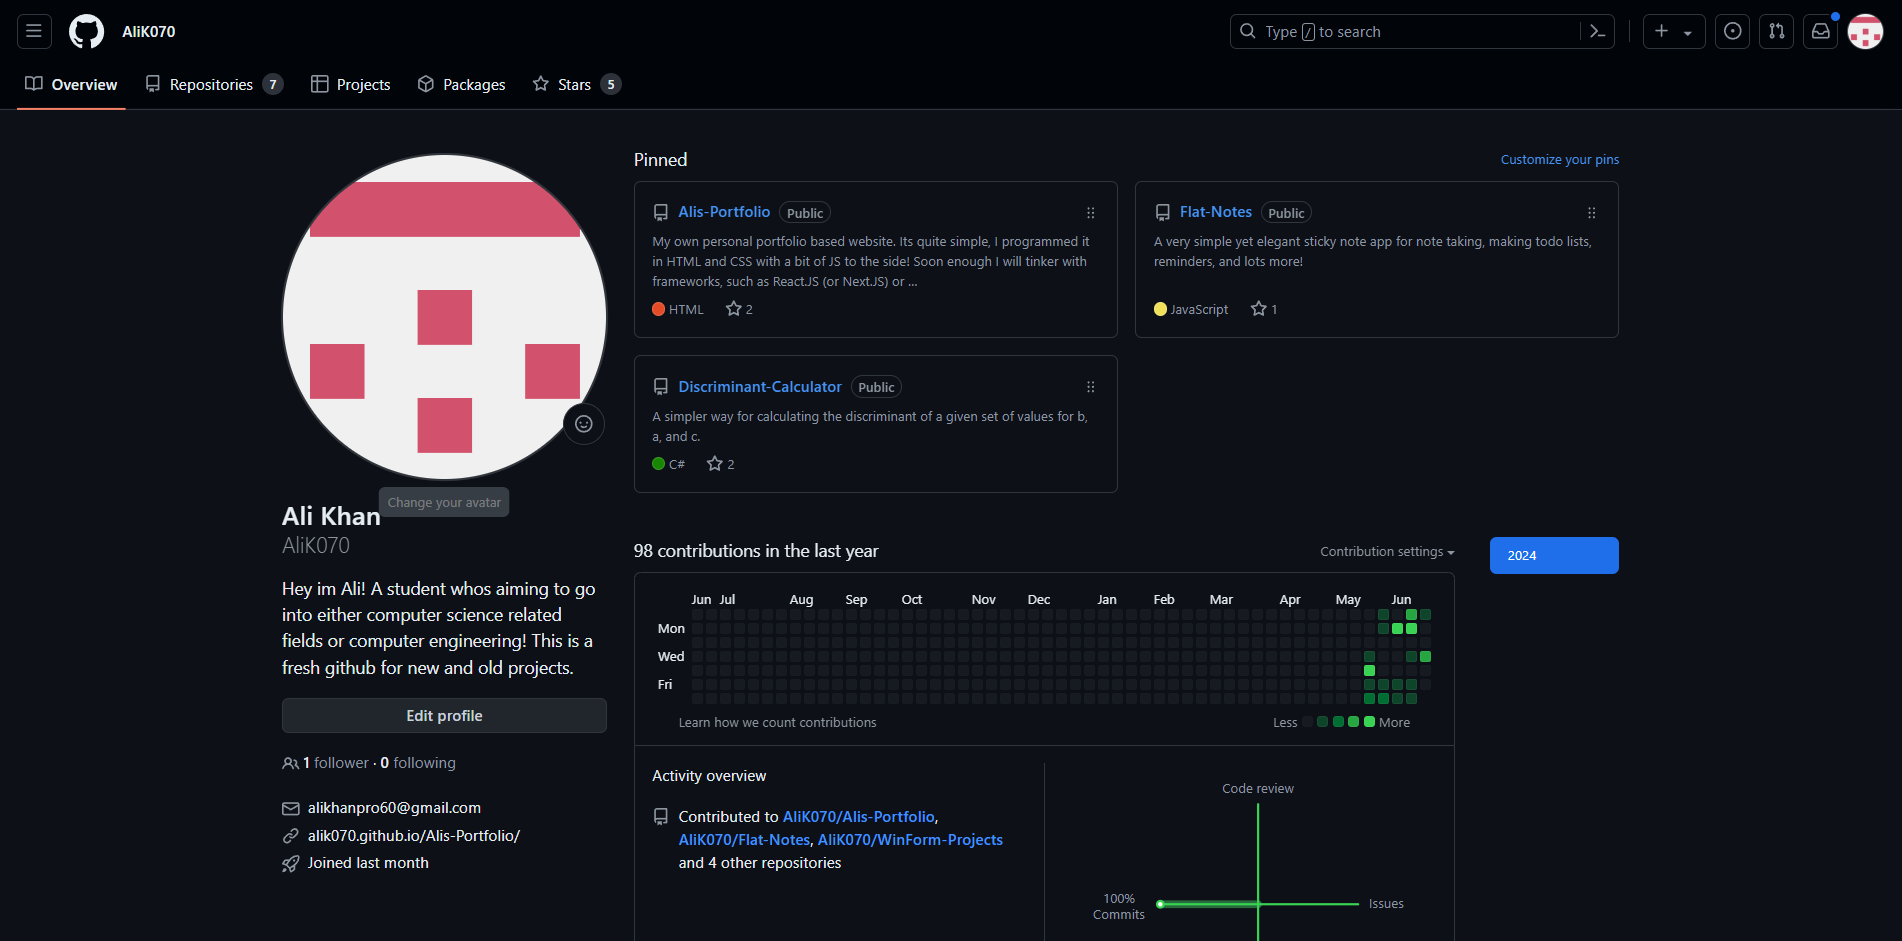 AliK070
Type / to search
Overview
Repositories 7
Projects
Packages
Stars 5
Change your avatar
Ali Khan
AliK070
Hey im Ali! A student whos aiming to go
into either computer science related
fields or computer engineering! This is a
fresh github for new and old projects.
Edit profile
1 follower · 0 following
alikhanpro60@gmail.com
alik070.github.io/Alis-Portfolio/
Joined last month
Pinned
Customize your pins
Alis-Portfolio Public
My own personal portfolio based website. Its quite simple, I programmed it
in HTML and CSS with a bit of JS to the side! Soon enough I will tinker with
frameworks, such as React.JS (or Next.JS) or ...
HTML 2
Flat-Notes Public
A very simple yet elegant sticky note app for note taking, making todo lists,
reminders, and lots more!
JavaScript 1
Discriminant-Calculator Public
A simpler way for calculating the discriminant of a given set of values for b,
a, and c.
C# 2
98 contributions in the last year
Contribution settings
2024
Jun Jul Aug Sep Oct Nov Dec Jan Feb Mar Apr May Jun
Mon
Wed
Fri
Learn how we count contributions
Less More
Activity overview
Contributed to AliK070/Alis-Portfolio,
AliK070/Flat-Notes, AliK070/WinForm-Projects
and 4 other repositories
Code review
100%
Commits
Issues